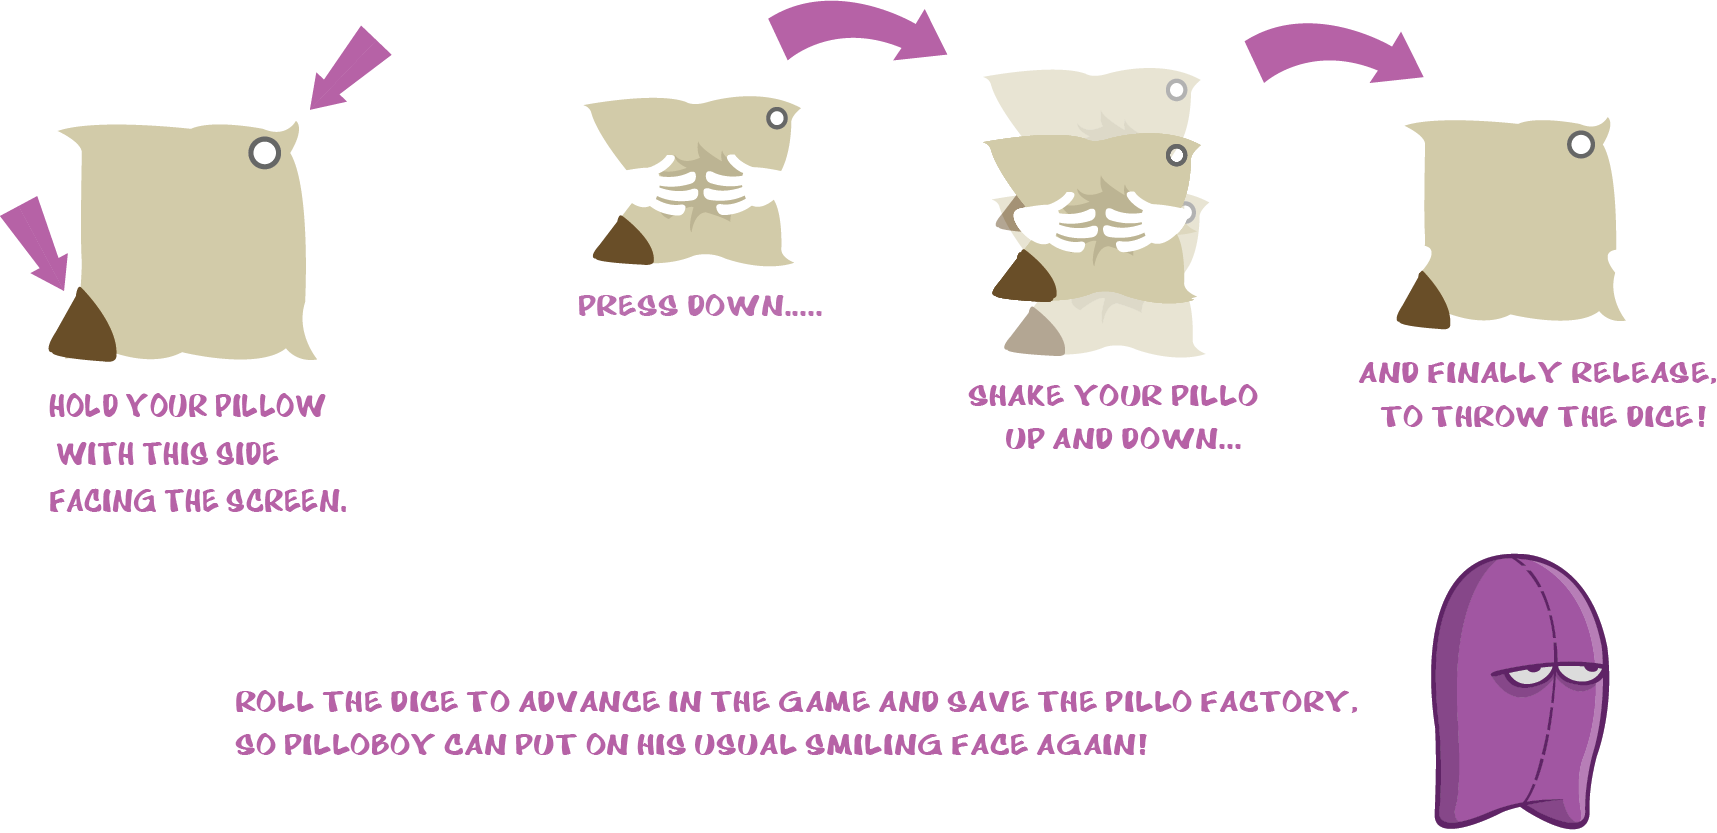 HOLD YOUR PILLOW
WITH THIS SIDE
FACING THE SCREEN.
PRESS DOWN.....
SHAKE YOUR PILLO
UP AND DOWN...
AND FINALLY RELEASE,
TO THROW THE DICE!
ROLL THE DICE TO ADVANCE IN THE GAME AND SAVE THE PILLO FACTORY,
SO PILLOBOY CAN PUT ON HIS USUAL SMILING FACE AGAIN!